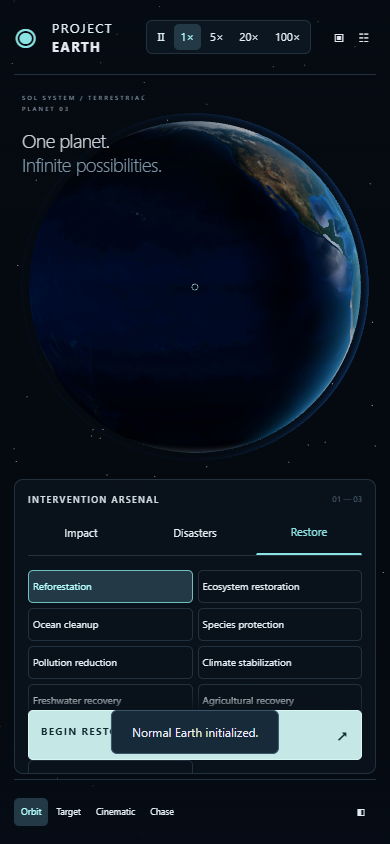 PROJECT
EARTH
II 1× 5× 20× 100×
SOL SYSTEM / TERRESTRIAL
PLANET 03
One planet.
Infinite possibilities.
INTERVENTION ARSENAL 01 — 03
Impact Disasters Restore
Reforestation Ecosystem restoration
Ocean cleanup Species protection
Pollution reduction Climate stabilization
Freshwater recovery Agricultural recovery
BEGIN ↗
Normal Earth initialized.
Orbit Target Cinematic Chase